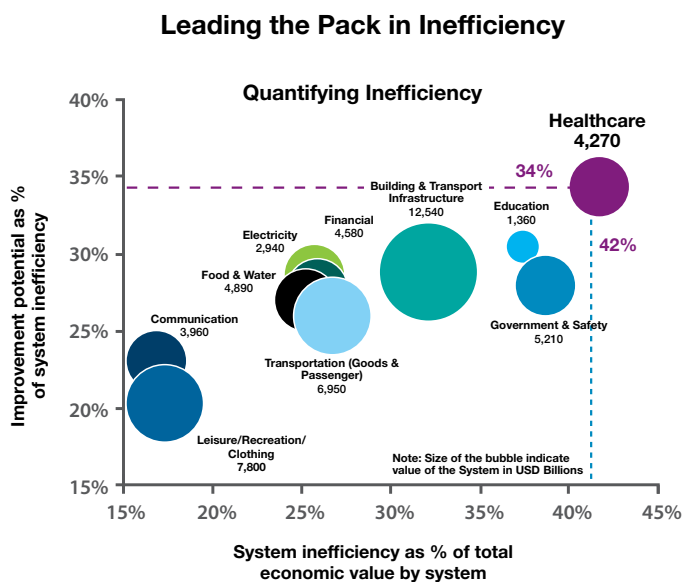 Leading the Pack in Inefficiency
Quantifying Inefficiency
Healthcare
4,270
34%
42%
Building & Transport
Infrastructure
12,540
Education
1,360
Financial
4,580
Electricity
2,940
Food & Water
4,890
Government & Safety
5,210
Communication
3,960
Transportation (Goods &
Passenger)
6,950
Leisure/Recreation/
Clothing
7,800
Note: Size of the bubble indicate
value of the System in USD Billions
Improvement potential as %
of system inefficiency
40%
35%
30%
25%
20%
15%
15%
20%
25%
30%
35%
40%
45%
System inefficiency as % of total
economic value by system